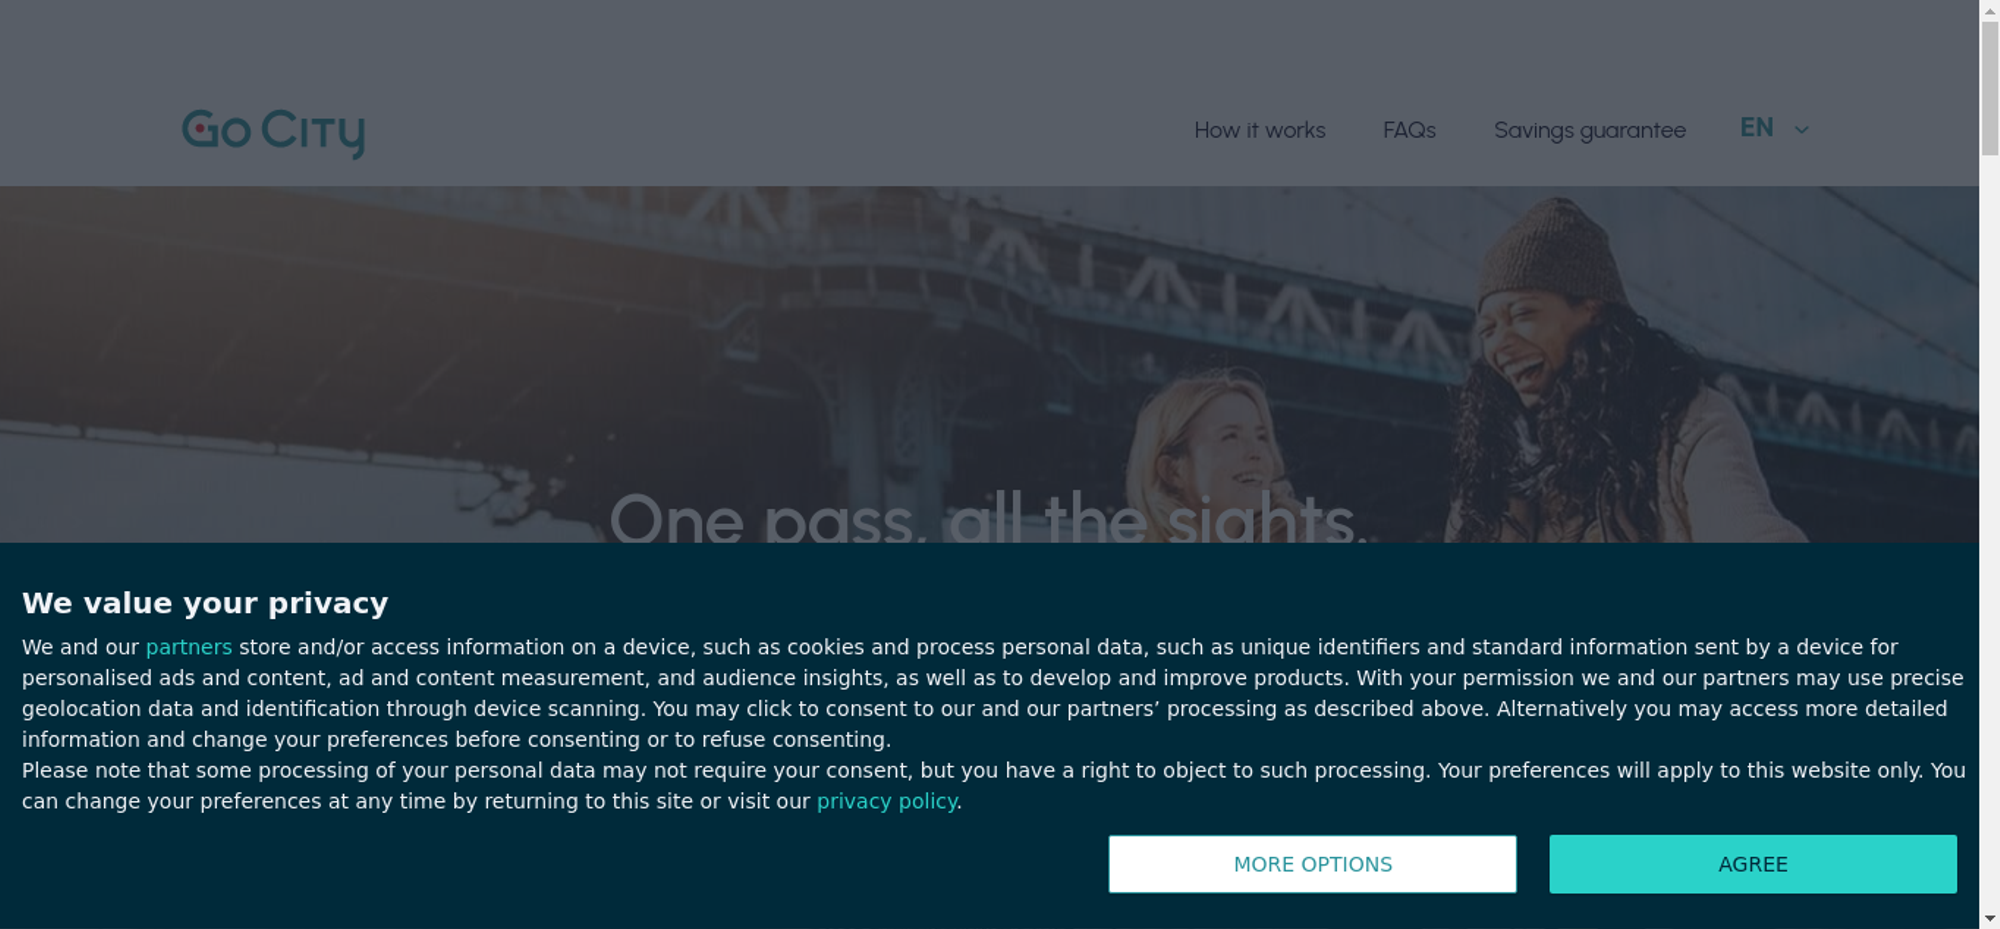 Go City
How it works
FAQs
Savings guarantee
EN
One pass, all the sights.
We value your privacy
We and our partners store and/or access information on a device, such as cookies and process personal data, such as unique identifiers and standard information sent by a device for
personalised ads and content, ad and content measurement, and audience insights, as well as to develop and improve products. With your permission we and our partners may use precise
geolocation data and identification through device scanning. You may click to consent to our and our partners’ processing as described above. Alternatively you may access more detailed
information and change your preferences before consenting or to refuse consenting.
Please note that some processing of your personal data may not require your consent, but you have a right to object to such processing. Your preferences will apply to this website only. You
can change your preferences at any time by returning to this site or visit our privacy policy.
MORE OPTIONS
AGREE